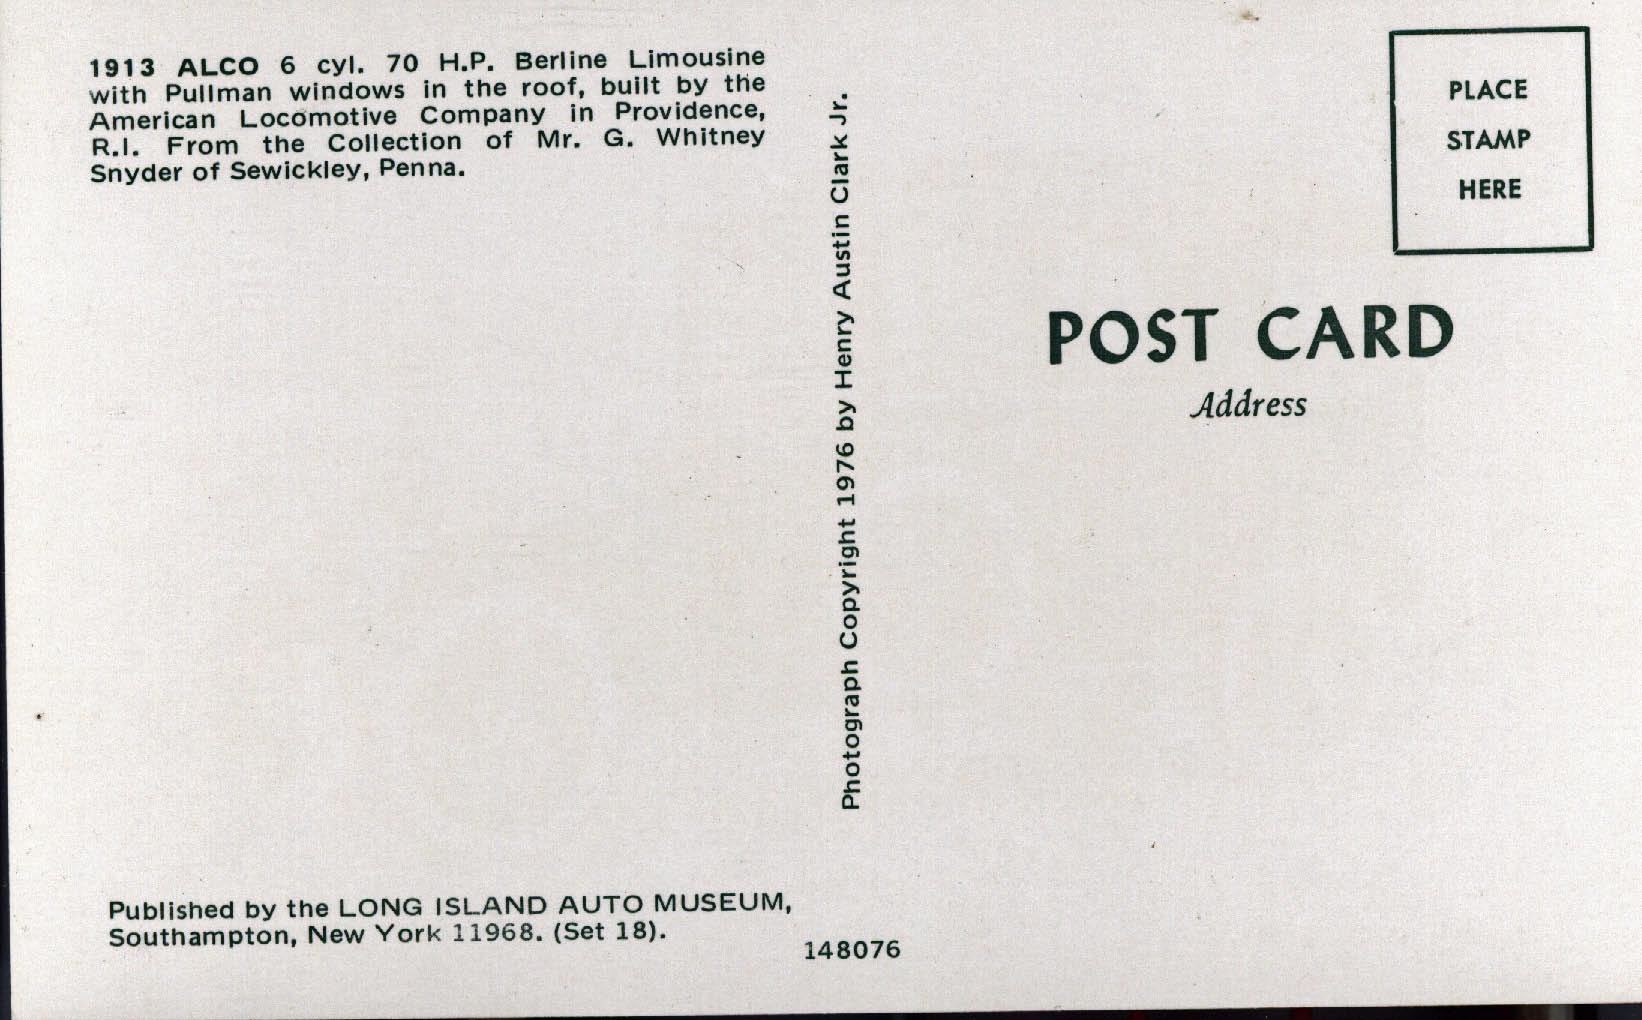 1913 ALCO 6 cyl. 70 H.P. Berline Limousine
with Pullman windows in the roof, built by the
American Locomotive Company in Providence,
R.I. From the Collection of Mr. G. Whitney
Snyder of Sewickley, Penna.
Published by the LONG ISLAND AUTO MUSEUM,
Southampton, New York 11968. (Set 18).
148076
Photograph Copyright 1976 by Henry Austin Clark Jr.
PLACE
STAMP
HERE
POST CARD
Address